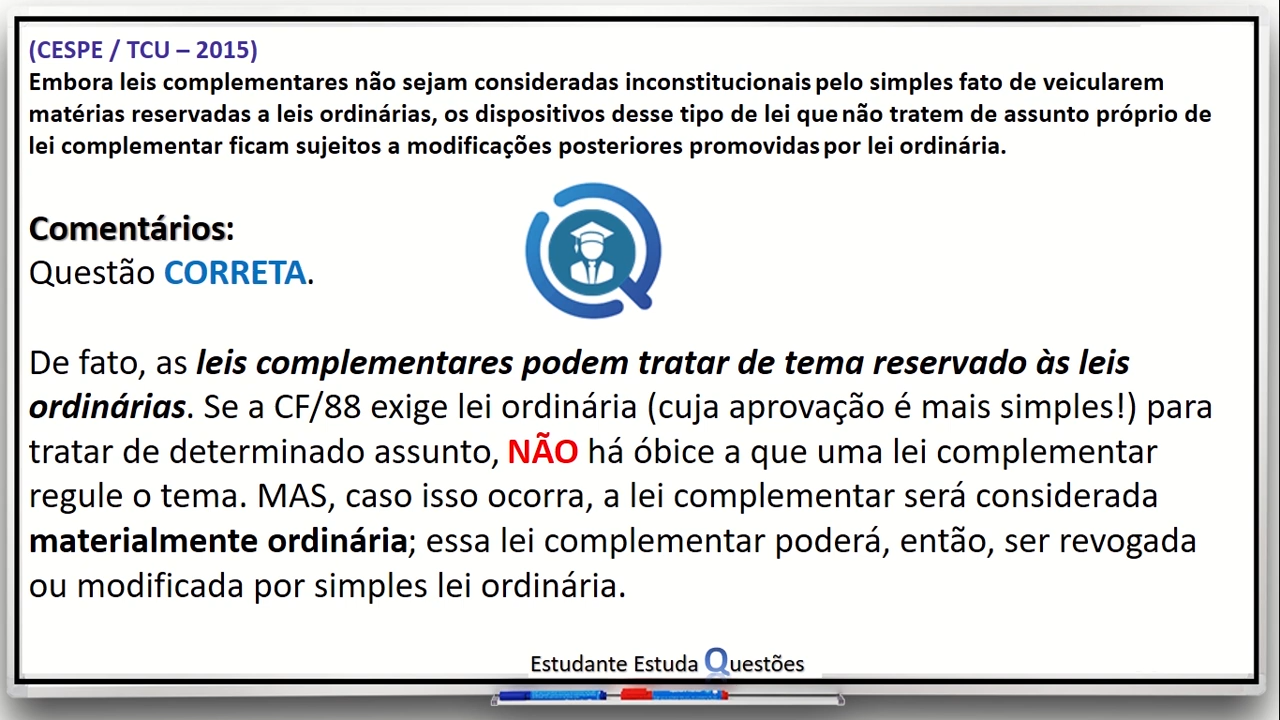 (CESPE / TCU – 2015)
Embora leis complementares não sejam consideradas inconstitucionais pelo simples fato de veicularem
matérias reservadas a leis ordinárias, os dispositivos desse tipo de lei que não tratem de assunto próprio de
lei complementar ficam sujeitos a modificações posteriores promovidas por lei ordinária.
Comentários:
Questão CORRETA.
De fato, as leis complementares podem tratar de tema reservado às leis
ordinárias. Se a CF/88 exige lei ordinária (cuja aprovação é mais simples!) para
tratar de determinado assunto, NÃO há óbice a que uma lei complementar
regule o tema. MAS, caso isso ocorra, a lei complementar será considerada
materialmente ordinária; essa lei complementar poderá, então, ser revogada
ou modificada por simples lei ordinária.
Estudante Estuda Questões